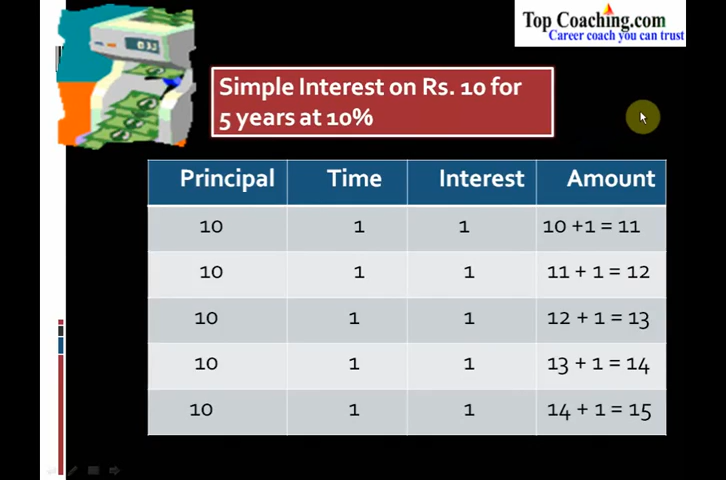 Top Coaching.com
Career coach you can trust
Simple Interest on Rs. 10 for
5 years at 10%
Principal Time Interest Amount
10 1 1 10 +1 = 11
10 1 1 11 + 1 = 12
10 1 1 12 + 1 = 13
10 1 1 13 + 1 = 14
10 1 1 14 + 1 = 15